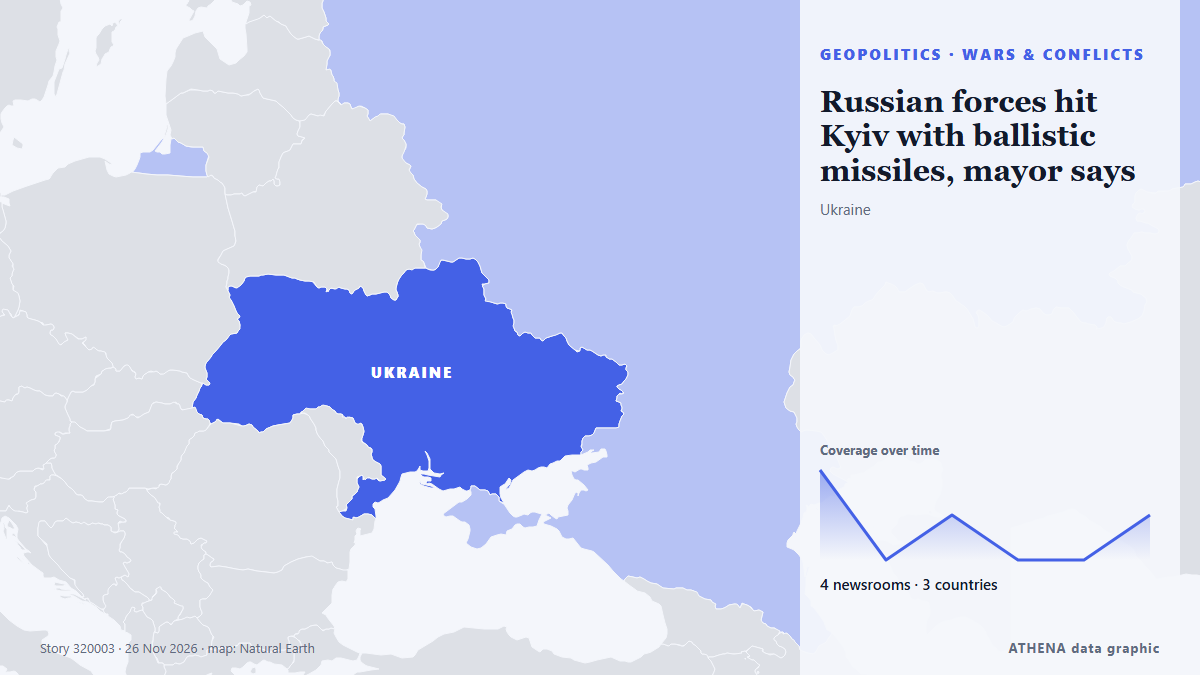 GEOPOLITICS · WARS & CONFLICTS
Russian forces hit
Kyiv with ballistic
missiles, mayor says
Ukraine
UKRAINE
Coverage over time
4 newsrooms · 3 countries
Story 320003 · 26 Nov 2026 · map: Natural Earth
ATHENA data graphic